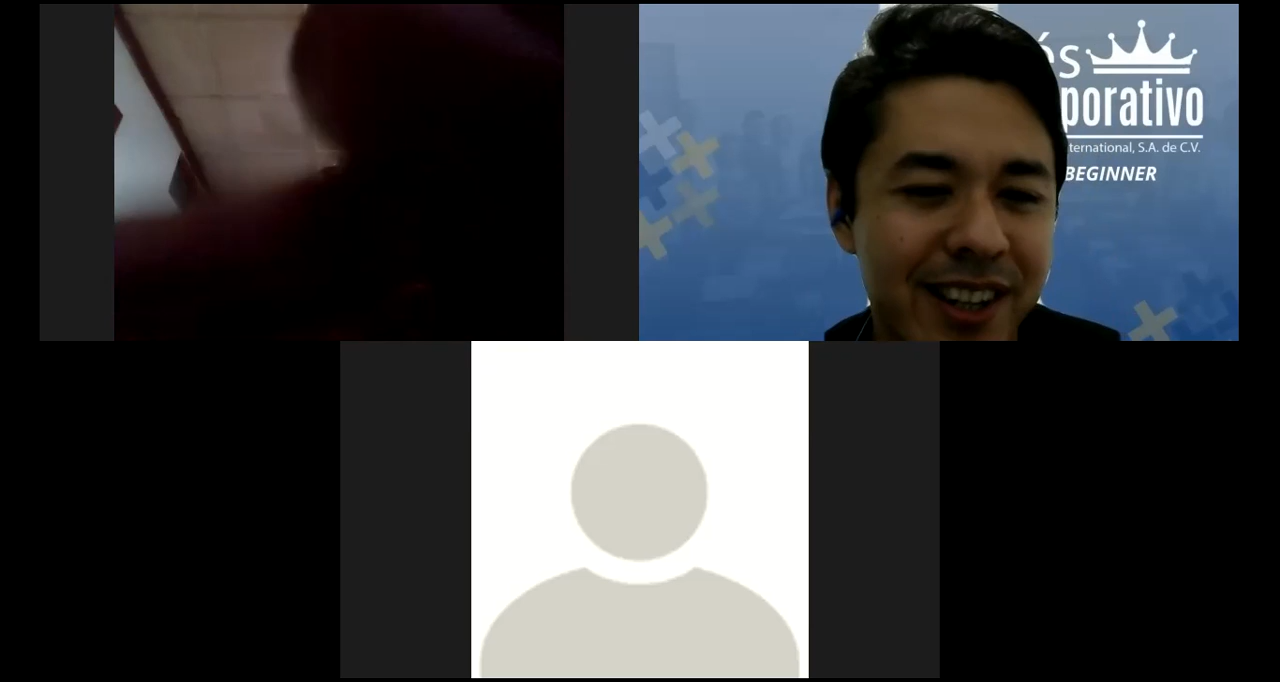 és
porativo
ternational, S.A. de C.V.
BEGINNER